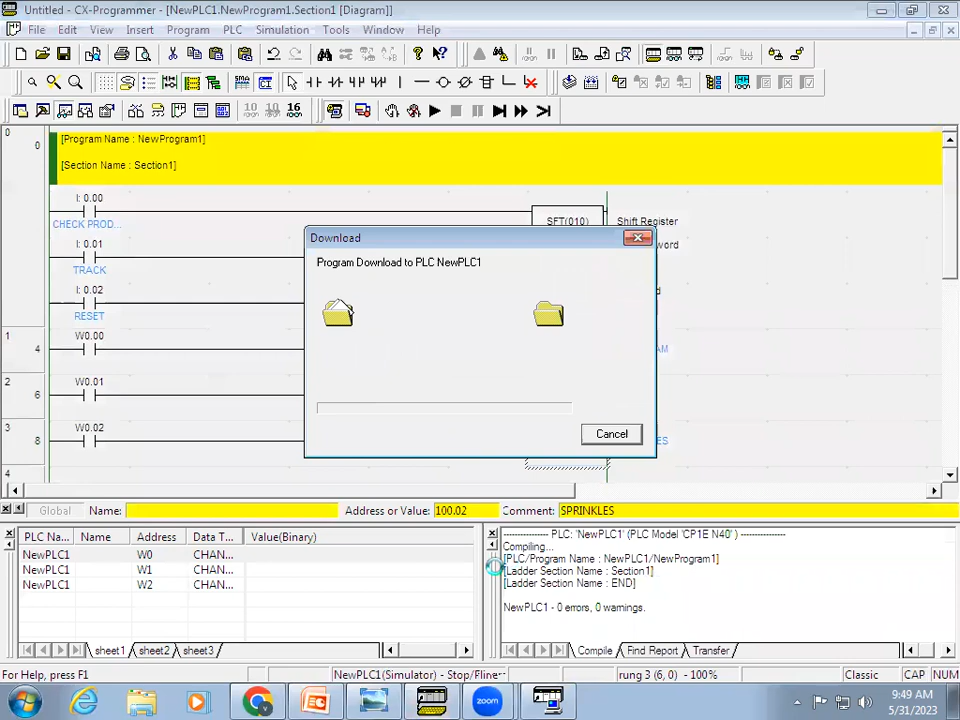 Untitled - CX-Programmer - [NewPLC1.NewProgram1.Section1 [Diagram]]
File Edit View Insert Program PLC Simulation Tools Window Help
10 10 16
0
0
[Program Name : NewProgram1]
[Section Name : Section1]
I: 0.00
CHECK PROD...
SFT(010)
Shift Register
I: 0.01
TRACK
I: 0.02
RESET
1
4
W0.00
2
6
W0.01
3
8
W0.02
4
Download
Program Download to PLC NewPLC1
Cancel
Global Name: Address or Value: 100.02 Comment: SPRINKLES
PLC Na... Name Address Data T... Value(Binary)
NewPLC1 W0 CHAN...
NewPLC1 W1 CHAN...
NewPLC1 W2 CHAN...
sheet1 sheet2 sheet3
--------------- PLC: 'NewPLC1' (PLC Model 'CP1E N40' ) ---------------
Compiling...
[PLC/Program Name : NewPLC1/NewProgram1]
[Ladder Section Name : Section1]
[Ladder Section Name : END]
NewPLC1 - 0 errors, 0 warnings.
Compile Find Report Transfer
For Help, press F1
NewPLC1(Simulator) - Stop/
rung 3 (6, 0) - 100% Classic CAP NUM
zoom
9:49 AM
5/31/2023